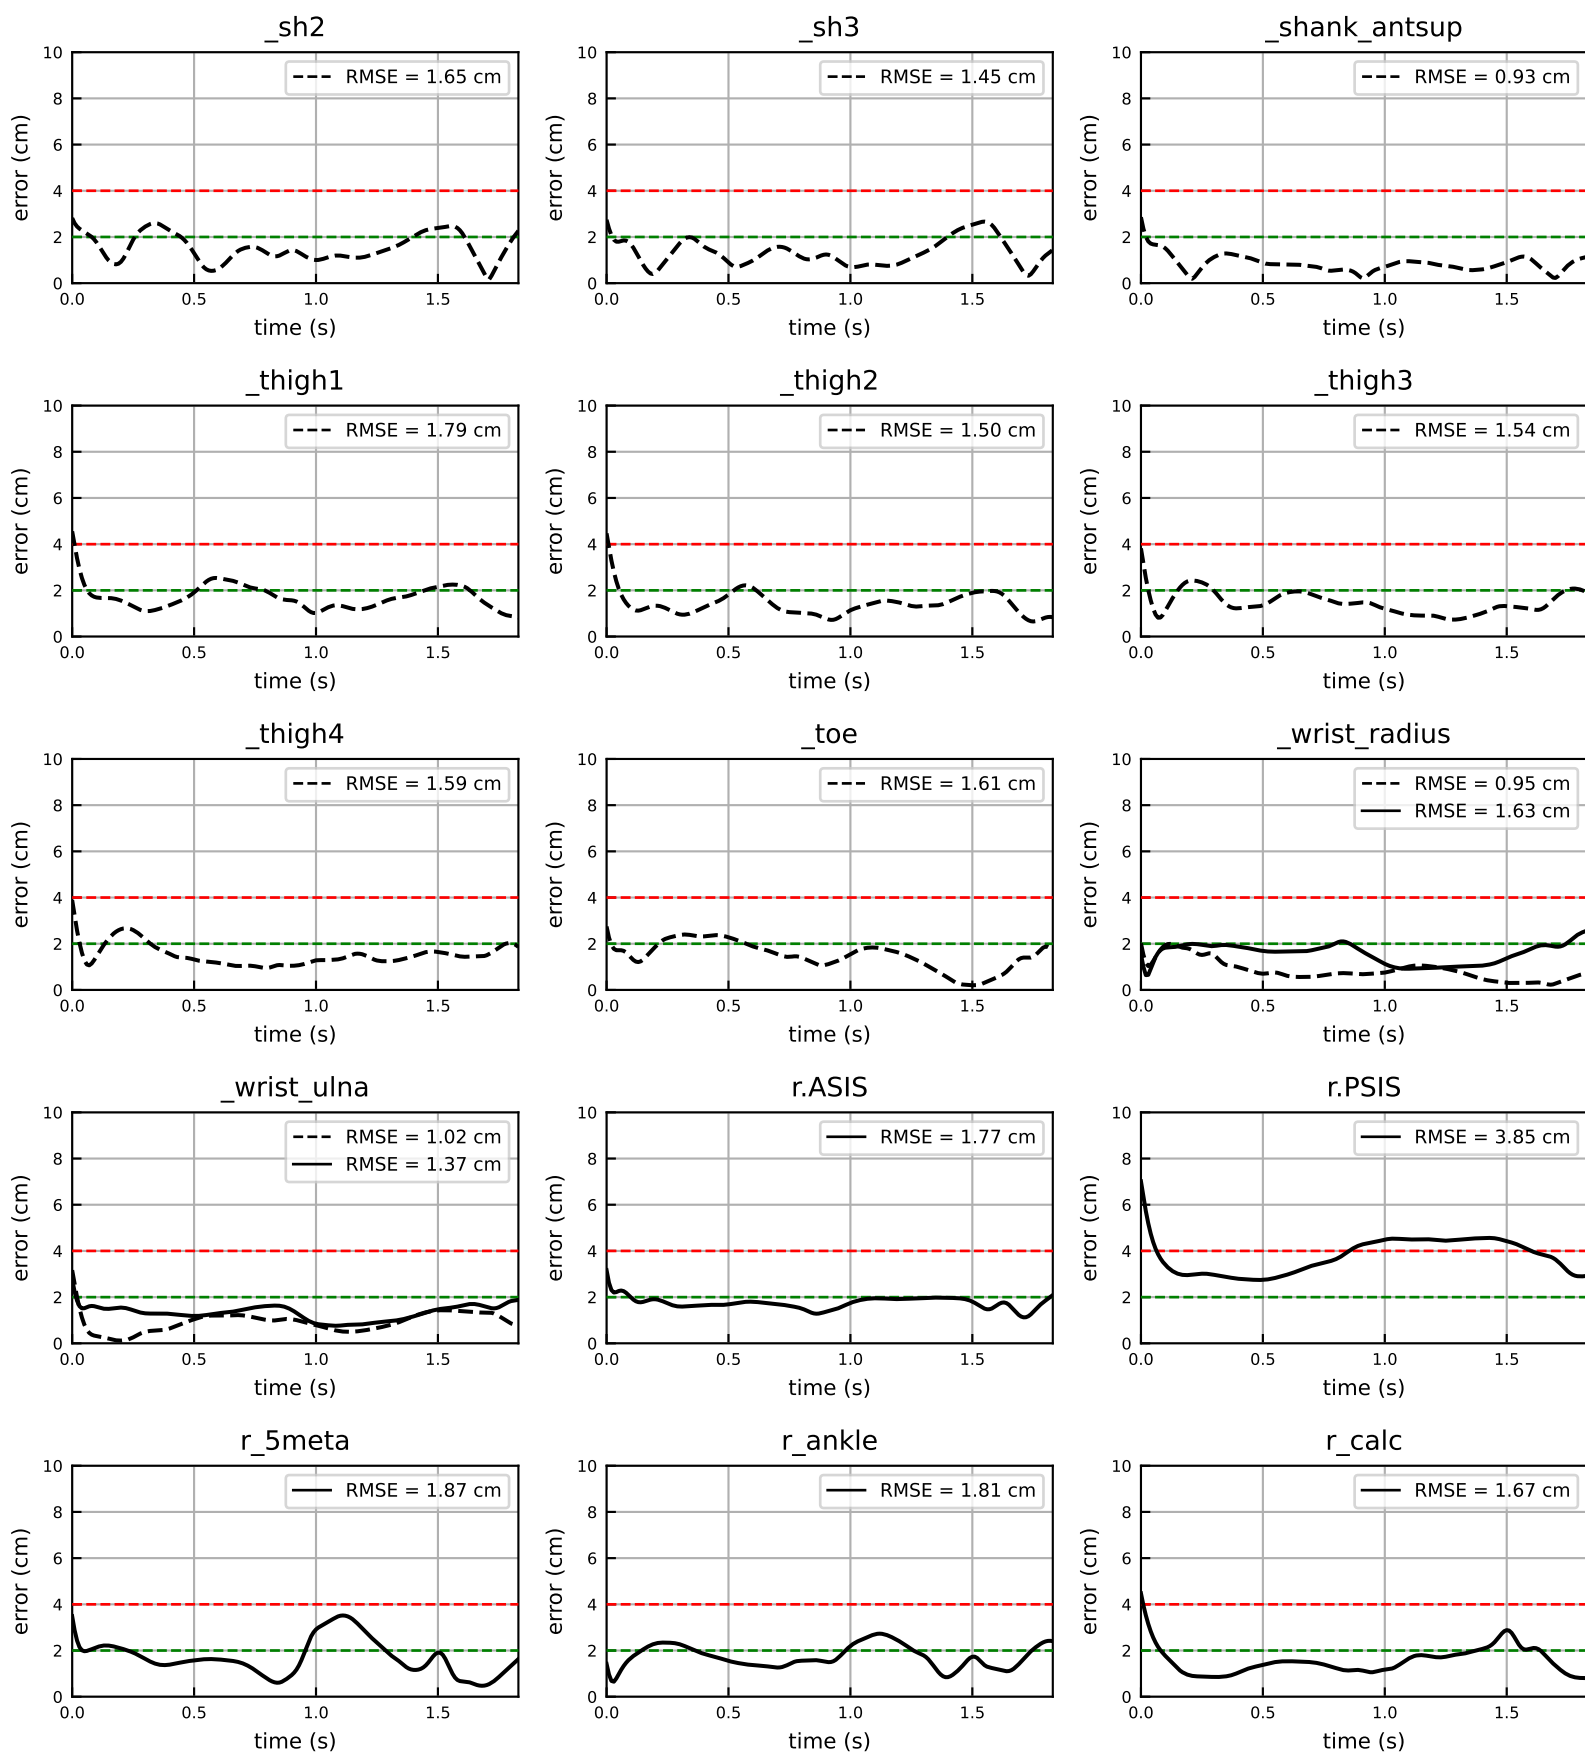 _sh2
RMSE = 1.65 cm
error (cm)
10
8
6
4
2
0
0.0 0.5 1.0 1.5
time (s)
_sh3
RMSE = 1.45 cm
error (cm)
10
8
6
4
2
0
0.0 0.5 1.0 1.5
time (s)
_shank_antsup
RMSE = 0.93 cm
error (cm)
10
8
6
4
2
0
0.0 0.5 1.0 1.5
time (s)
_thigh1
RMSE = 1.79 cm
error (cm)
10
8
6
4
2
0
0.0 0.5 1.0 1.5
time (s)
_thigh2
RMSE = 1.50 cm
error (cm)
10
8
6
4
2
0
0.0 0.5 1.0 1.5
time (s)
_thigh3
RMSE = 1.54 cm
error (cm)
10
8
6
4
2
0
0.0 0.5 1.0 1.5
time (s)
_thigh4
RMSE = 1.59 cm
error (cm)
10
8
6
4
2
0
0.0 0.5 1.0 1.5
time (s)
_toe
RMSE = 1.61 cm
error (cm)
10
8
6
4
2
0
0.0 0.5 1.0 1.5
time (s)
_wrist_radius
RMSE = 0.95 cm
RMSE = 1.63 cm
error (cm)
10
8
6
4
2
0
0.0 0.5 1.0 1.5
time (s)
_wrist_ulna
RMSE = 1.02 cm
RMSE = 1.37 cm
error (cm)
10
8
6
4
2
0
0.0 0.5 1.0 1.5
time (s)
r.ASIS
RMSE = 1.77 cm
error (cm)
10
8
6
4
2
0
0.0 0.5 1.0 1.5
time (s)
r.PSIS
RMSE = 3.85 cm
error (cm)
10
8
6
4
2
0
0.0 0.5 1.0 1.5
time (s)
r_5meta
RMSE = 1.87 cm
error (cm)
10
8
6
4
2
0
0.0 0.5 1.0 1.5
time (s)
r_ankle
RMSE = 1.81 cm
error (cm)
10
8
6
4
2
0
0.0 0.5 1.0 1.5
time (s)
r_calc
RMSE = 1.67 cm
error (cm)
10
8
6
4
2
0
0.0 0.5 1.0 1.5
time (s)